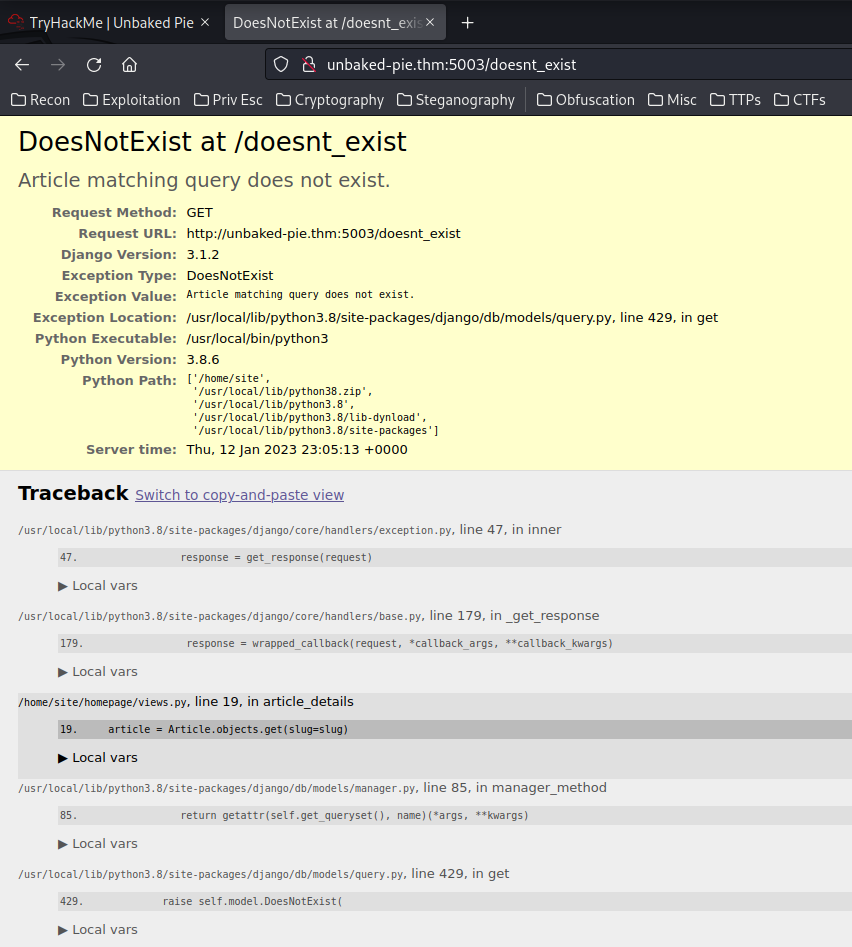 TryHackMe | Unbaked Pie
DoesNotExist at /doesnt_exis
unbaked-pie.thm:5003/doesnt_exist
Recon Exploitation Priv Esc Cryptography Steganography Obfuscation Misc TTPs CTFs
DoesNotExist at /doesnt_exist
Article matching query does not exist.
Request Method: GET
Request URL: http://unbaked-pie.thm:5003/doesnt_exist
Django Version: 3.1.2
Exception Type: DoesNotExist
Exception Value: Article matching query does not exist.
Exception Location: /usr/local/lib/python3.8/site-packages/django/db/models/query.py, line 429, in get
Python Executable: /usr/local/bin/python3
Python Version: 3.8.6
Python Path: ['/home/site',
'/usr/local/lib/python38.zip',
'/usr/local/lib/python3.8',
'/usr/local/lib/python3.8/lib-dynload',
'/usr/local/lib/python3.8/site-packages']
Server time: Thu, 12 Jan 2023 23:05:13 +0000
Traceback Switch to copy-and-paste view
/usr/local/lib/python3.8/site-packages/django/core/handlers/exception.py, line 47, in inner
47. response = get_response(request)
▶ Local vars
/usr/local/lib/python3.8/site-packages/django/core/handlers/base.py, line 179, in _get_response
179. response = wrapped_callback(request, *callback_args, **callback_kwargs)
▶ Local vars
/home/site/homepage/views.py, line 19, in article_details
19. article = Article.objects.get(slug=slug)
▶ Local vars
/usr/local/lib/python3.8/site-packages/django/db/models/manager.py, line 85, in manager_method
85. return getattr(self.get_queryset(), name)(*args, **kwargs)
▶ Local vars
/usr/local/lib/python3.8/site-packages/django/db/models/query.py, line 429, in get
429. raise self.model.DoesNotExist(
▶ Local vars